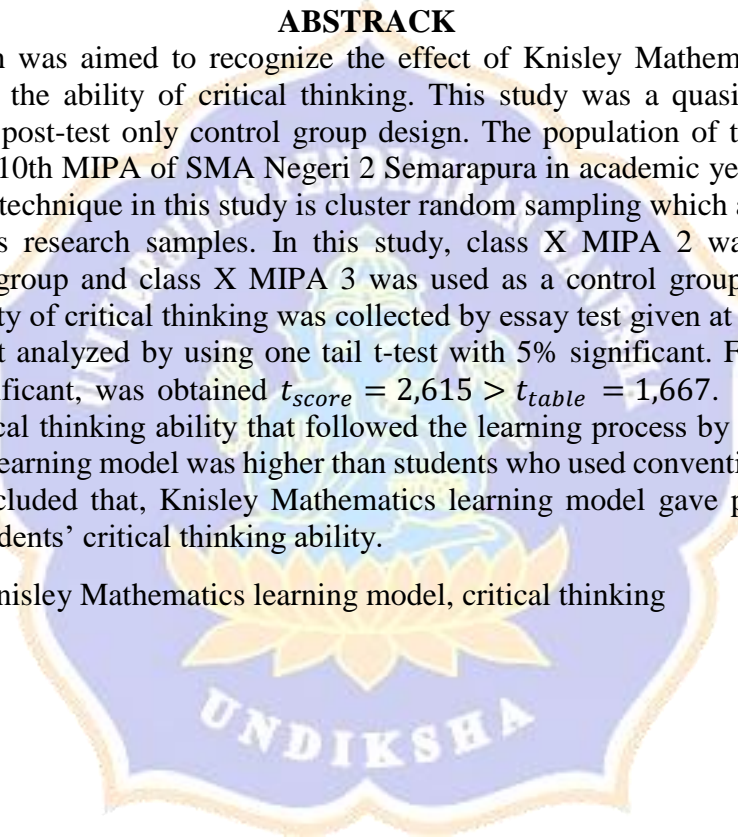 ABSTRACK
was aimed to recognize the effect of Knisley Mathem
the ability of critical thinking. This study was a quasi
post-test only control group design. The population of t
10th MIPA of SMA Negeri 2 Semarapura in academic ye
technique in this study is cluster random sampling which a
s research samples. In this study, class X MIPA 2 wa
group and class X MIPA 3 was used as a control group
ty of critical thinking was collected by essay test given at
t analyzed by using one tail t-test with 5% significant. F
ificant, was obtained t_score = 2,615 > t_table = 1,667.
cal thinking ability that followed the learning process by
earning model was higher than students who used conventi
cluded that, Knisley Mathematics learning model gave p
dents’ critical thinking ability.
nisley Mathematics learning model, critical thinking
UNIVERSITAS PENDIDIKAN GANESHA
UNDIKSHA